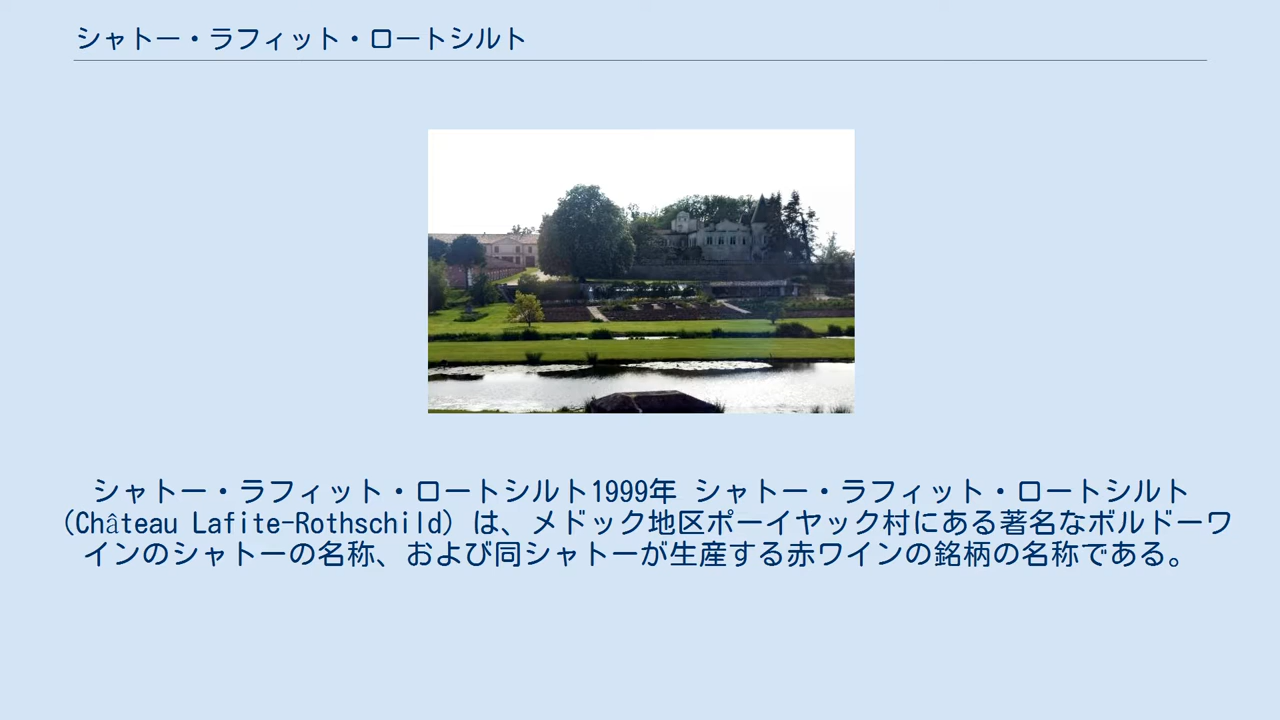 シャトー・ラフィット・ロートシルト
シャトー・ラフィット・ロートシルト1999年 シャトー・ラフィット・ロートシルト
（Château Lafite-Rothschild）は、メドック地区ポーイヤック村にある著名なボルドーワ
インのシャトーの名称、および同シャトーが生産する赤ワインの銘柄の名称である。